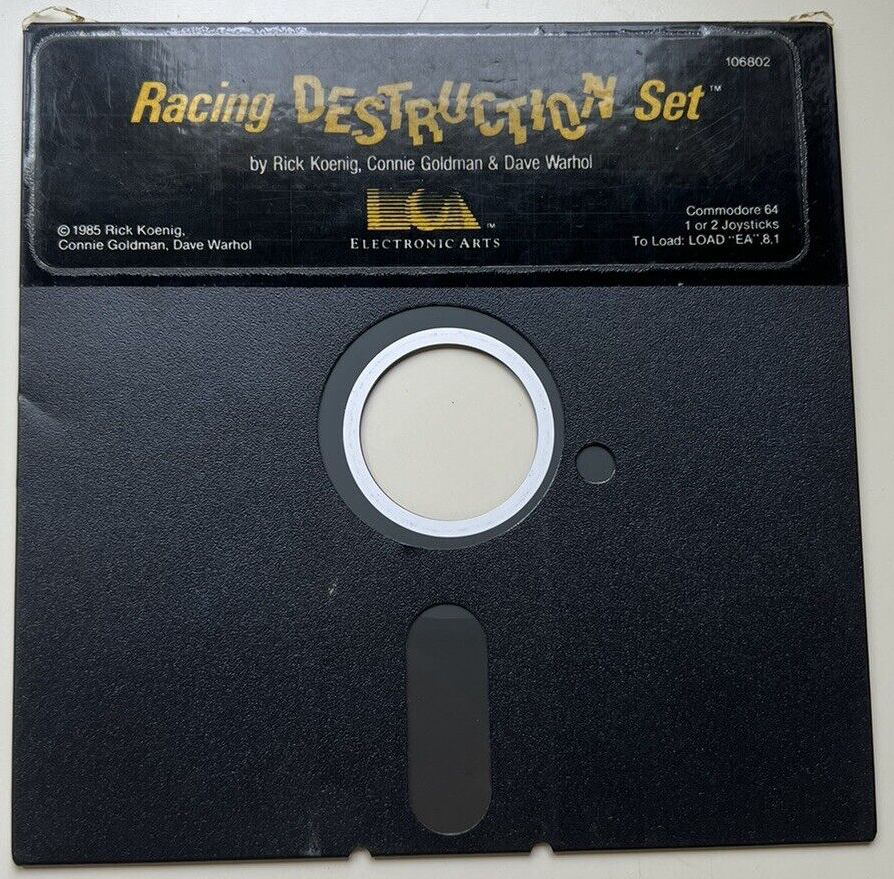 106802
Racing DESTRUCTION Set™
by Rick Koenig, Connie Goldman & Dave Warhol
EA™
ELECTRONIC ARTS
© 1985 Rick Koenig,
Connie Goldman, Dave Warhol
Commodore 64
1 or 2 Joysticks
To Load: LOAD "EA",8,1